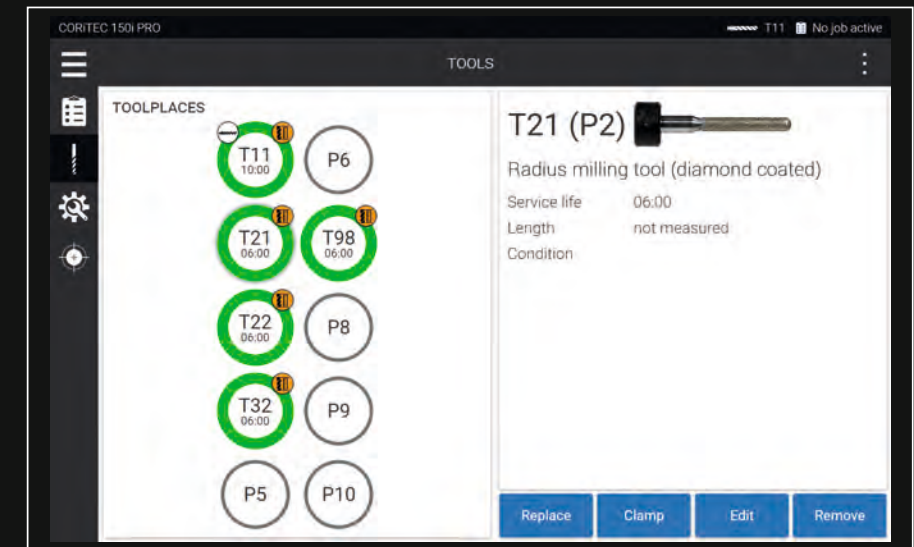 CORiTEC 150i PRO
T11 No job active
TOOLS
TOOLPLACES
T11
10:00
P6
T21
06:00
T98
06:00
T22
06:00
P8
T32
06:00
P9
P5
P10
T21 (P2)
Radius milling tool (diamond coated)
Service life 06:00
Length not measured
Condition
Replace Clamp Edit Remove